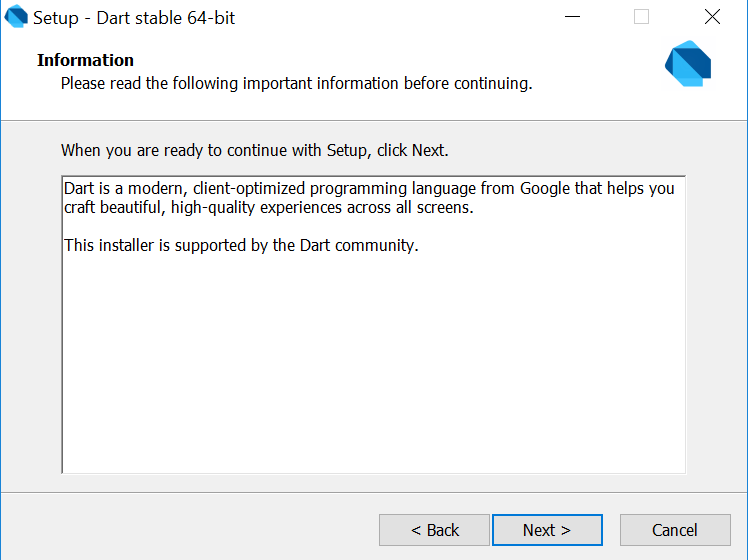 Setup - Dart stable 64-bit
Information
Please read the following important information before continuing.
When you are ready to continue with Setup, click Next.
Dart is a modern, client-optimized programming language from Google that helps you
craft beautiful, high-quality experiences across all screens.
This installer is supported by the Dart community.
< Back
Next >
Cancel